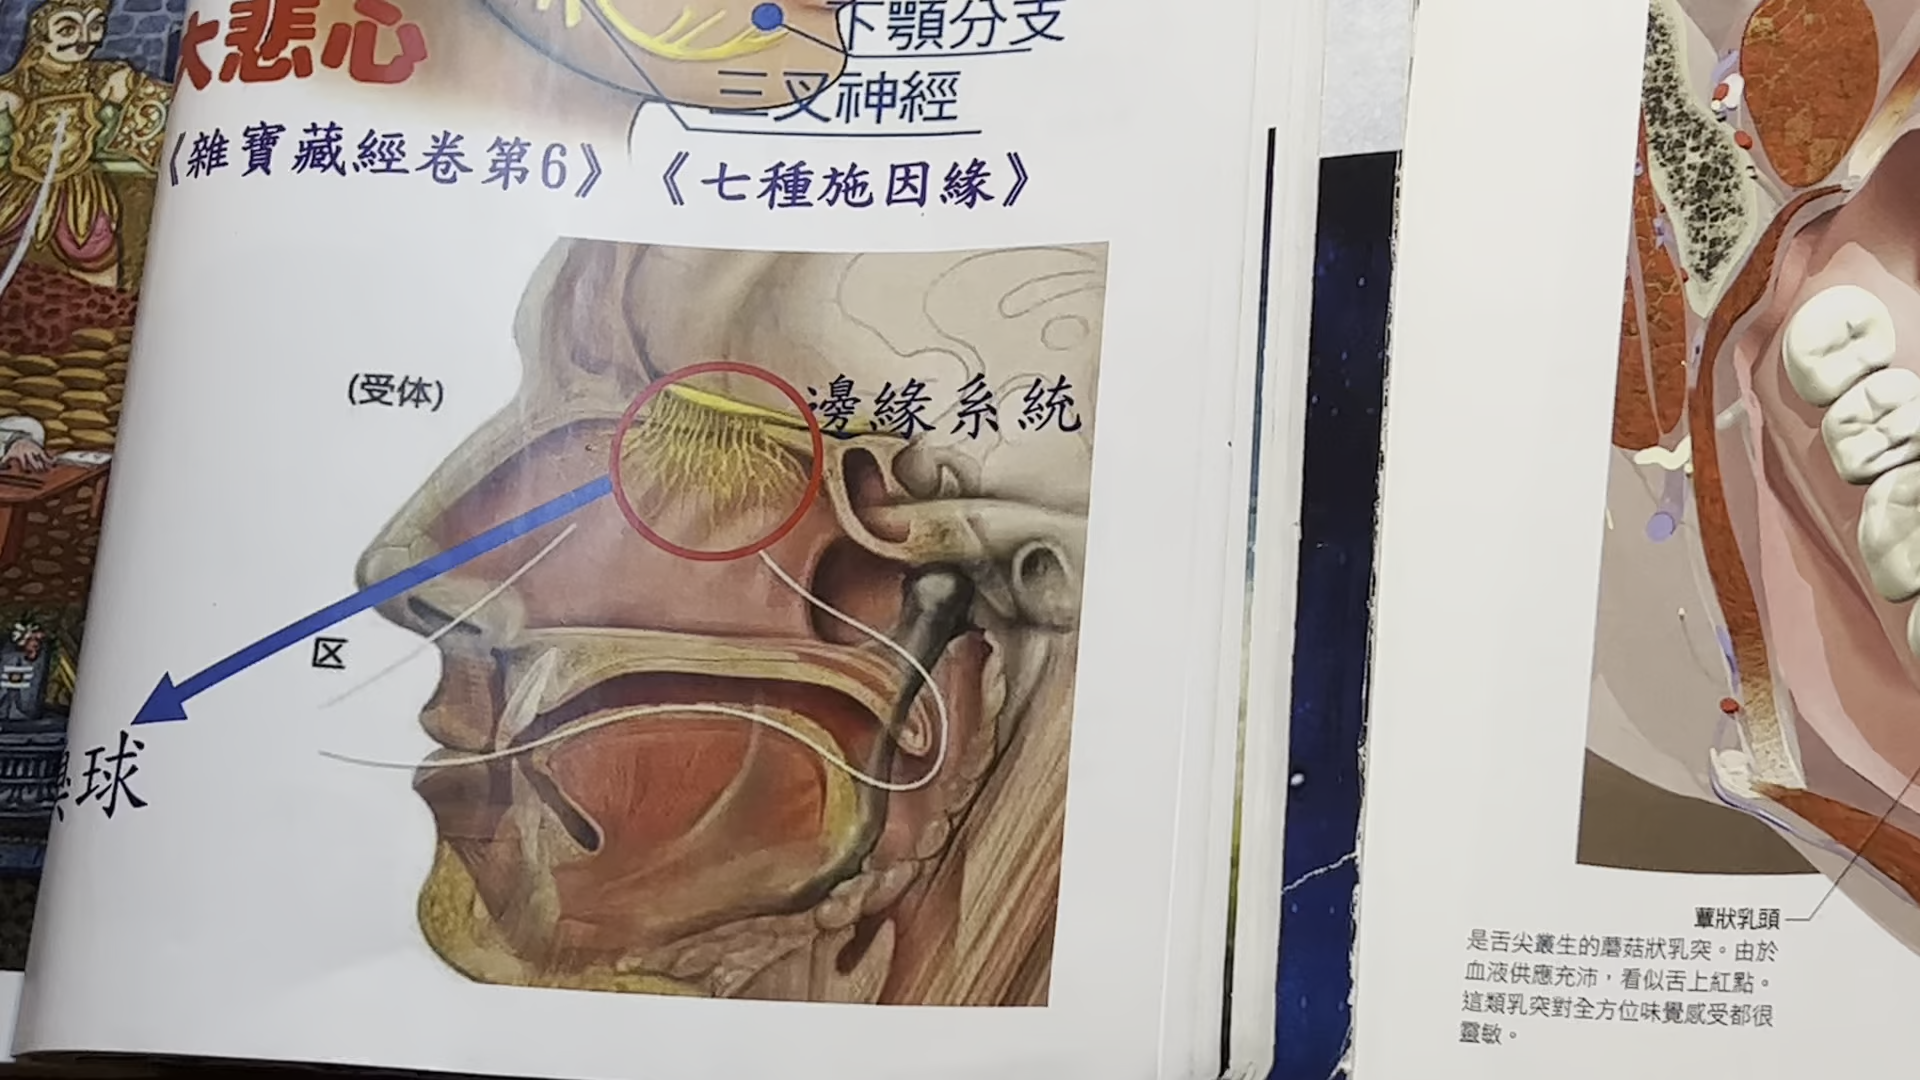 大悲心
下顎分支
三叉神經
《雜寶藏經卷第6》《七種施因緣》
(受体)
邊緣系統
区
球
蕈狀乳頭
是舌尖叢生的蘑菇狀乳突。由於
血液供應充沛，看似舌上紅點。
這類乳突對全方位味覺感受都很
靈敏。